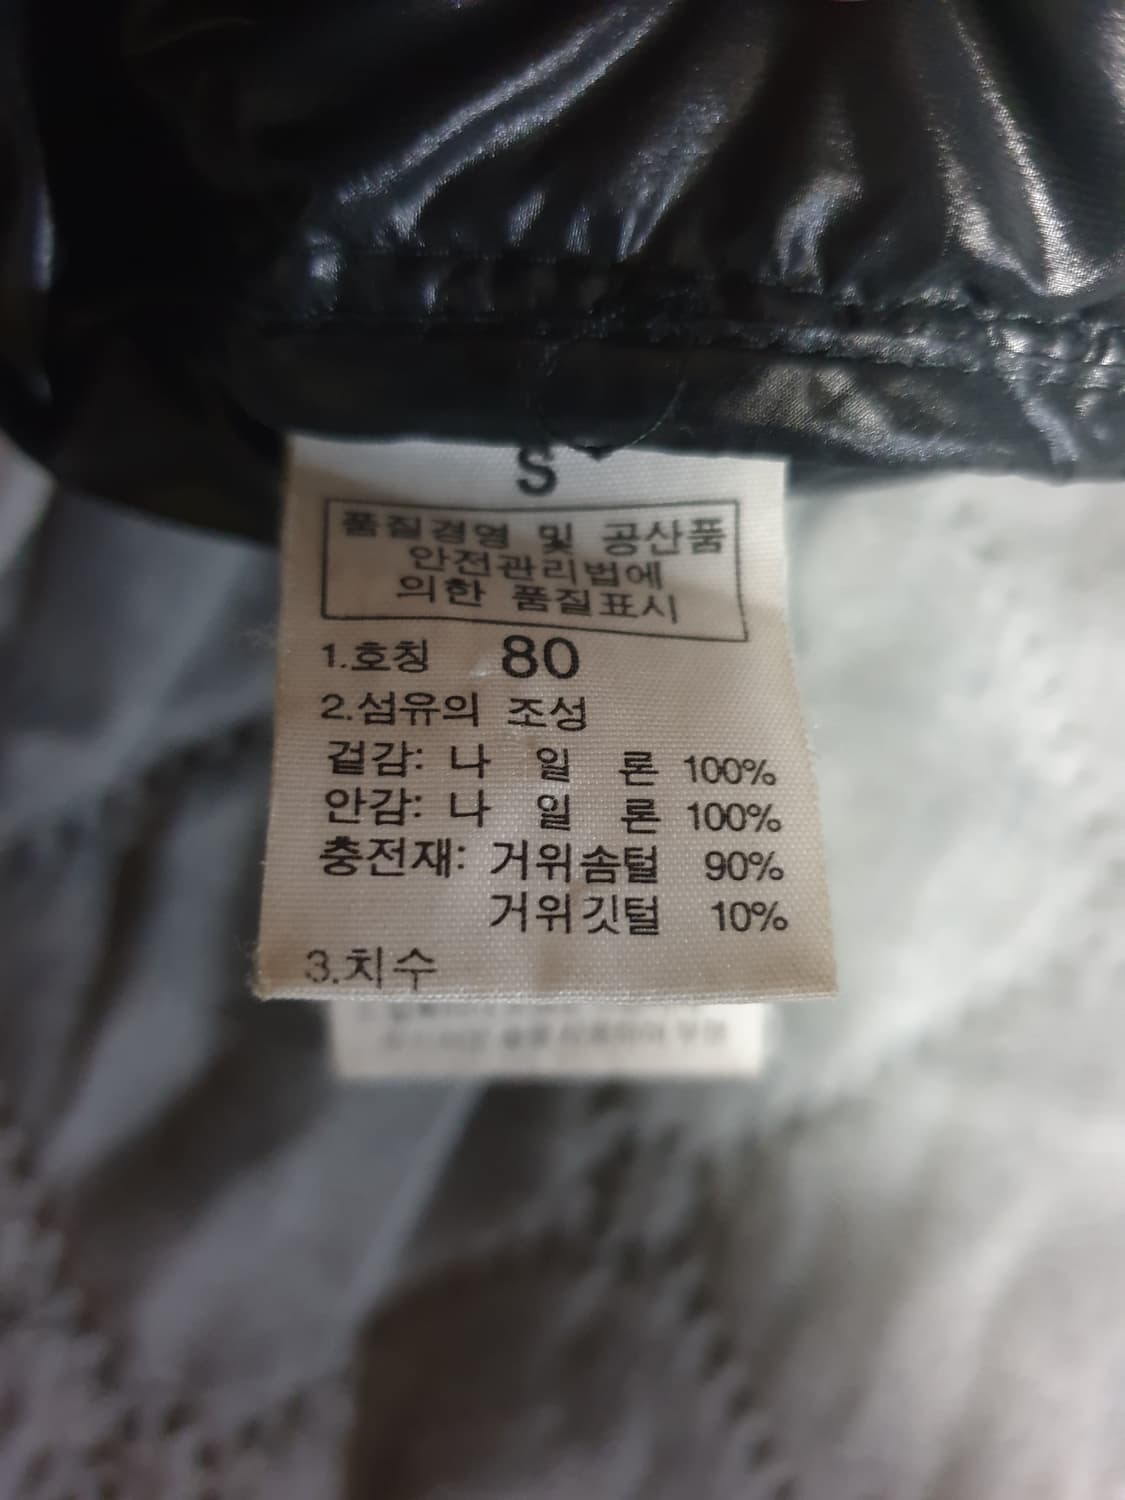 S
품질경영 및 공산품
안전관리법에
의한 품질표시
1.호칭 80
2.섬유의 조성
겉감: 나 일 론 100%
안감: 나 일 론 100%
충전재: 거위솜털 90%
거위깃털 10%
3.치수